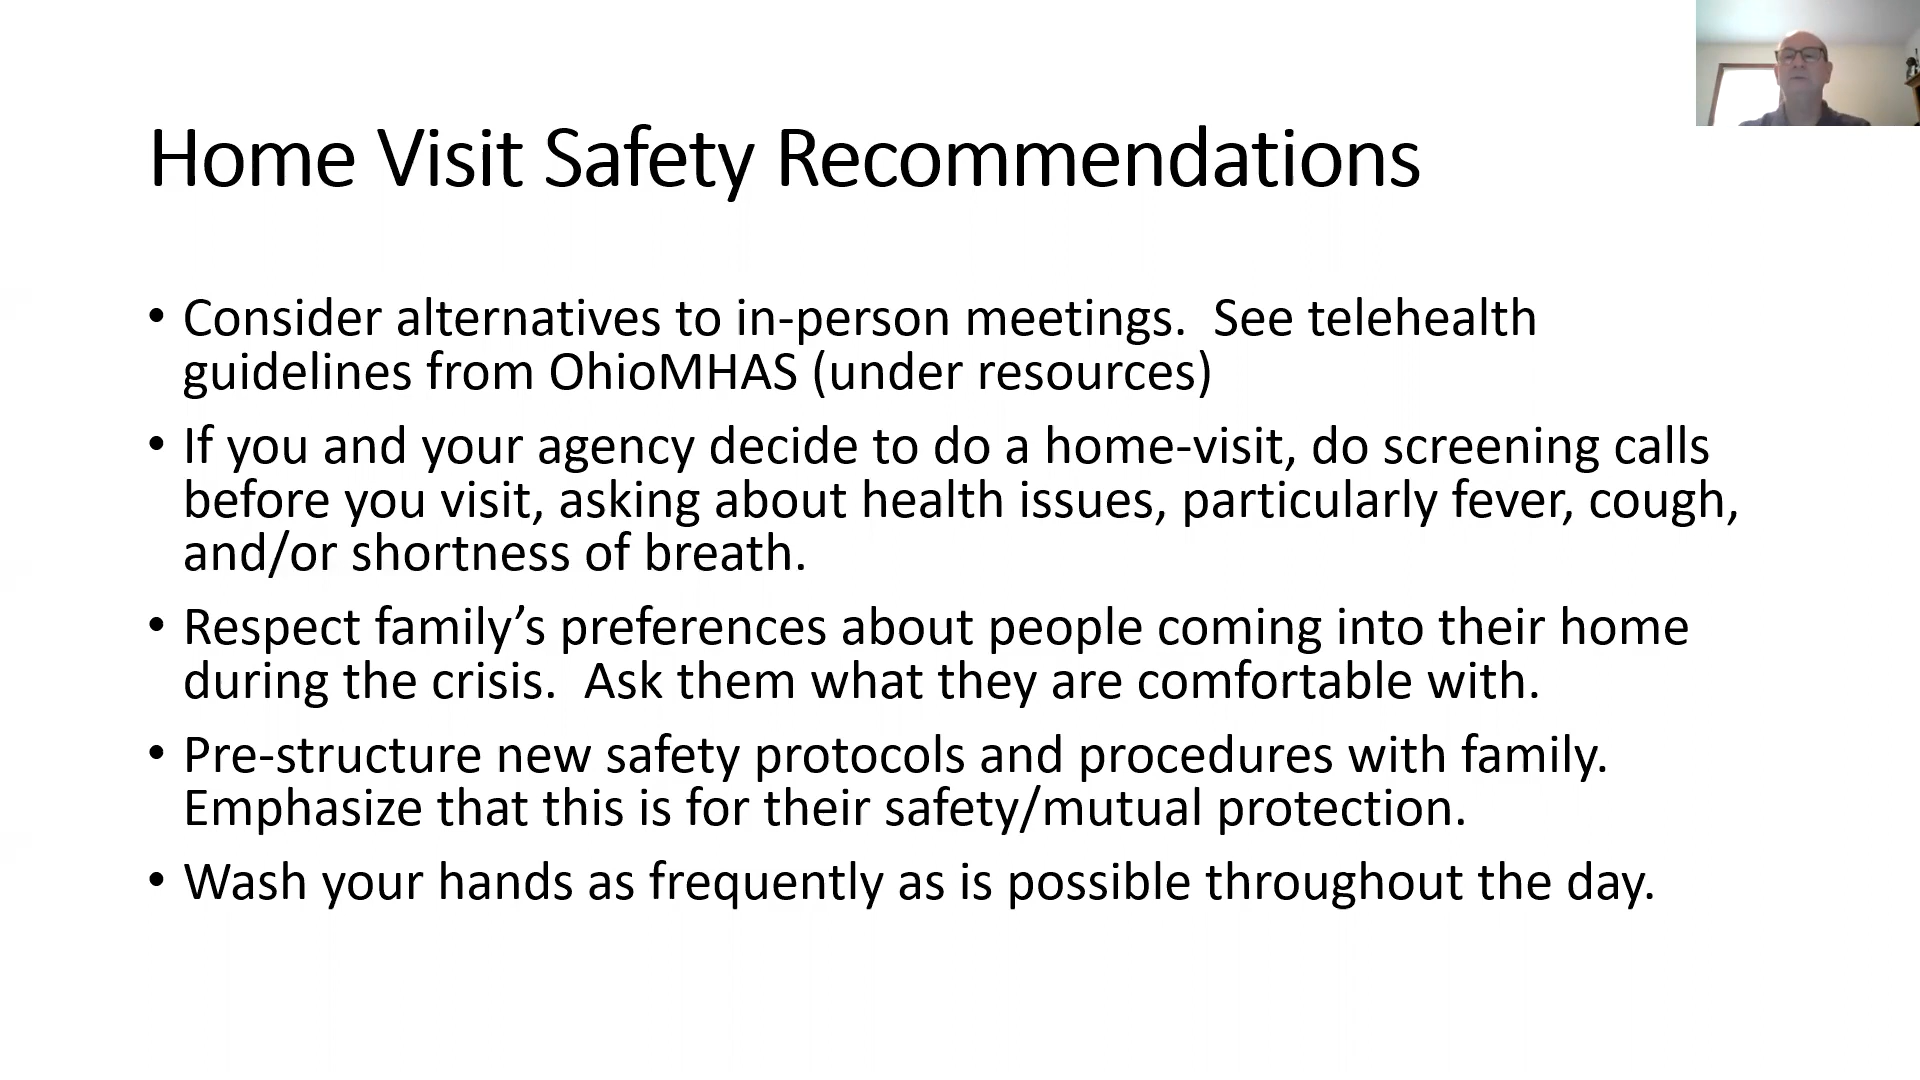 Home Visit Safety Recommendations
• Consider alternatives to in-person meetings.  See telehealth
guidelines from OhioMHAS (under resources)
• If you and your agency decide to do a home-visit, do screening calls
before you visit, asking about health issues, particularly fever, cough,
and/or shortness of breath.
• Respect family’s preferences about people coming into their home
during the crisis.  Ask them what they are comfortable with.
• Pre-structure new safety protocols and procedures with family.
Emphasize that this is for their safety/mutual protection.
• Wash your hands as frequently as is possible throughout the day.